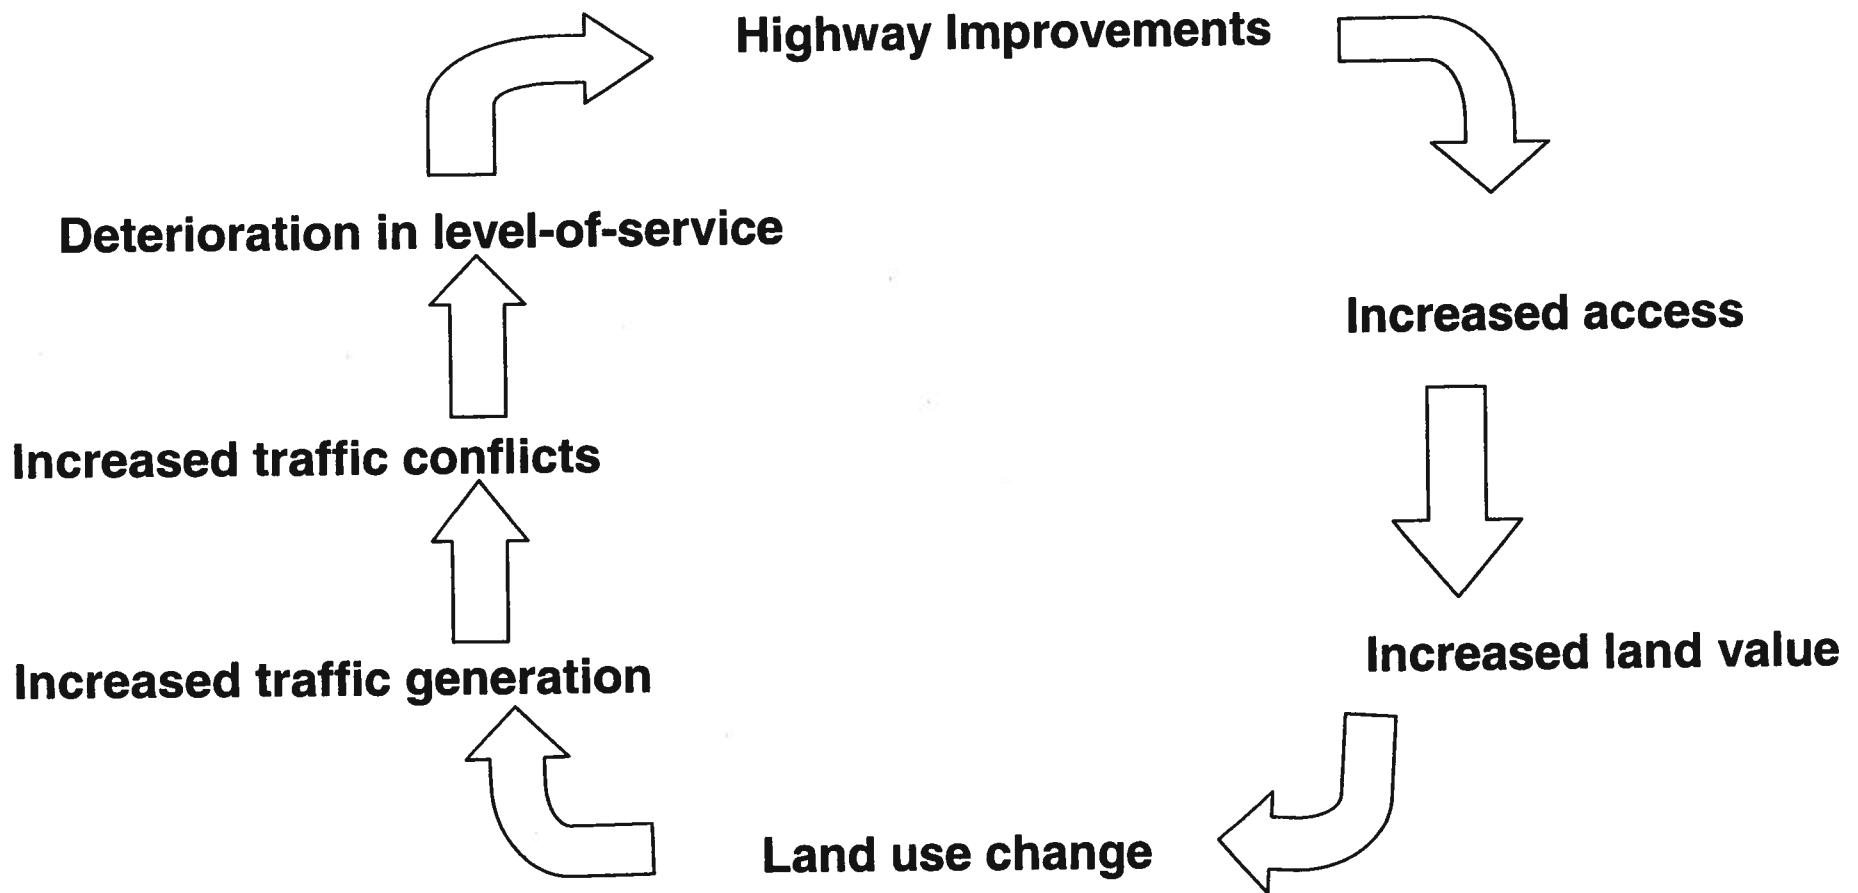 Highway Improvements
Increased access
Increased land value
Land use change
Increased traffic generation
Increased traffic conflicts
Deterioration in level-of-service